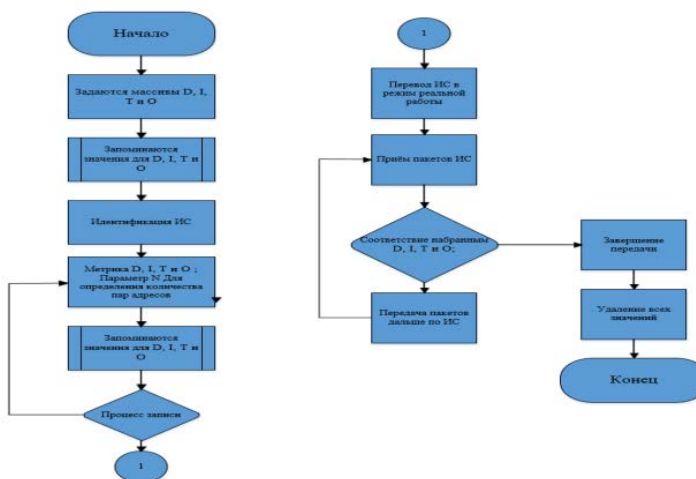 Начало
Задаются массивы D, I,
Т и О
Запоминаются
значения для D, I, Т и
О
Идентификация ИС
Метрика D, I, Т и О ;
Параметр N Для
определения количества
пар адресов
Запоминаются
значения для D, I, Т и
О
Процесс записи
1
1
Перевод ИС в
режим реальной
работы
Приём пакетов ИС
Соответствие набранным
D, I, Т и О;
Передача пакетов
дальше по ИС
Завершение
передачи
Удаление всех
значений
Конец